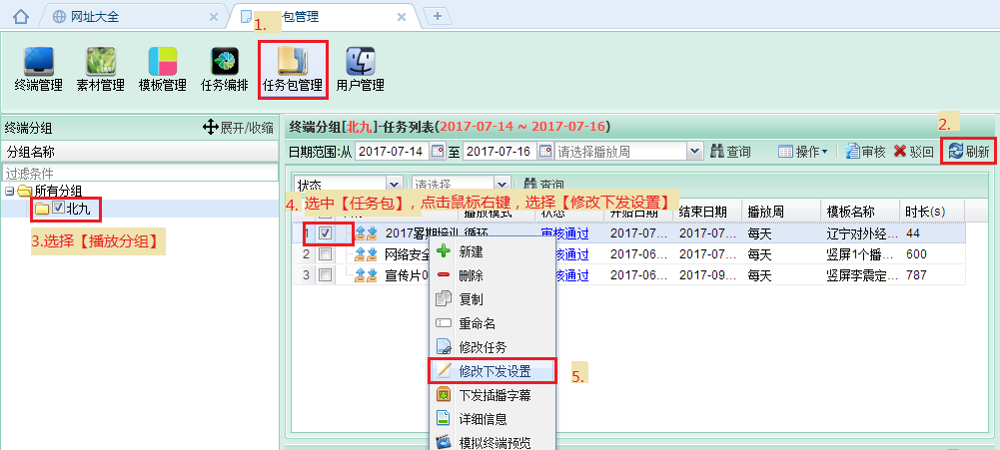 网址大全
包管理
1.
终端管理
素材管理
模板管理
任务编排
任务包管理
用户管理
2.
终端分组
展开/收缩
分组名称
过滤条件
所有分组
北九
3.选择【播放分组】
终端分组[北九]-任务列表(2017-07-14 ~ 2017-07-16)
日期范围:从 2017-07-14 至 2017-07-16 请选择播放周 查询 操作 审核 驳回 刷新
状态 请选择 查询
4. 选中【任务包】,点击鼠标右键,选择【修改下发设置】
播放模式 状态 开始日期 结束日期 播放周 模板名称 时长(s)
1 2017暑期培训 循环 审核通过 2017-07... 2017-07... 每天 辽宁对外经... 44
2 网络安全 核通过 2017-06... 2017-07... 每天 竖屏1个播... 600
3 宣传片0 核通过 2017-06... 2017-09... 每天 竖屏李震定... 787
新建
删除
复制
重命名
修改任务
修改下发设置
5.
下发插播字幕
详细信息
模拟终端预览